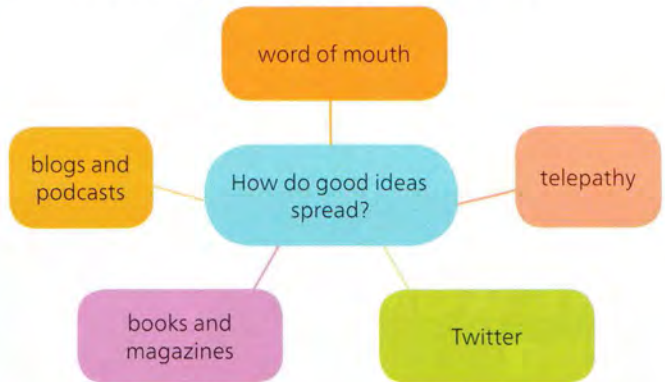 word of mouth
blogs and
podcasts
How do good ideas
spread?
telepathy
books and
magazines
Twitter